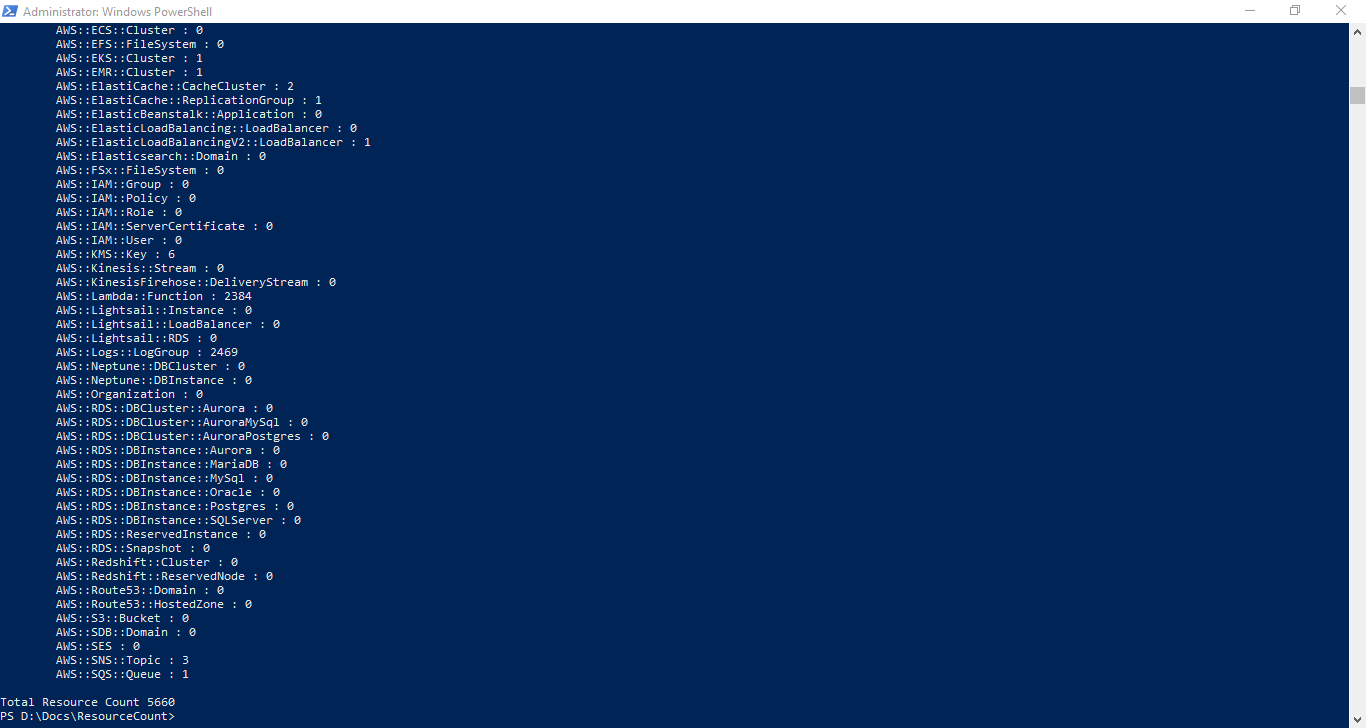 Administrator: Windows PowerShell
AWS::ECS::Cluster : 0
AWS::EFS::FileSystem : 0
AWS::EKS::Cluster : 1
AWS::EMR::Cluster : 1
AWS::ElastiCache::CacheCluster : 2
AWS::ElastiCache::ReplicationGroup : 1
AWS::ElasticBeanstalk::Application : 0
AWS::ElasticLoadBalancing::LoadBalancer : 0
AWS::ElasticLoadBalancingV2::LoadBalancer : 1
AWS::Elasticsearch::Domain : 0
AWS::FSx::FileSystem : 0
AWS::IAM::Group : 0
AWS::IAM::Policy : 0
AWS::IAM::Role : 0
AWS::IAM::ServerCertificate : 0
AWS::IAM::User : 0
AWS::KMS::Key : 6
AWS::Kinesis::Stream : 0
AWS::KinesisFirehose::DeliveryStream : 0
AWS::Lambda::Function : 2384
AWS::Lightsail::Instance : 0
AWS::Lightsail::LoadBalancer : 0
AWS::Lightsail::RDS : 0
AWS::Logs::LogGroup : 2469
AWS::Neptune::DBCluster : 0
AWS::Neptune::DBInstance : 0
AWS::Organization : 0
AWS::RDS::DBCluster::Aurora : 0
AWS::RDS::DBCluster::AuroraMySql : 0
AWS::RDS::DBCluster::AuroraPostgres : 0
AWS::RDS::DBInstance::Aurora : 0
AWS::RDS::DBInstance::MariaDB : 0
AWS::RDS::DBInstance::MySql : 0
AWS::RDS::DBInstance::Oracle : 0
AWS::RDS::DBInstance::Postgres : 0
AWS::RDS::DBInstance::SQLServer : 0
AWS::RDS::ReservedInstance : 0
AWS::RDS::Snapshot : 0
AWS::Redshift::Cluster : 0
AWS::Redshift::ReservedNode : 0
AWS::Route53::Domain : 0
AWS::Route53::HostedZone : 0
AWS::S3::Bucket : 0
AWS::SDB::Domain : 0
AWS::SES : 0
AWS::SNS::Topic : 3
AWS::SQS::Queue : 1
Total Resource Count 5660
PS D:\Docs\ResourceCount>